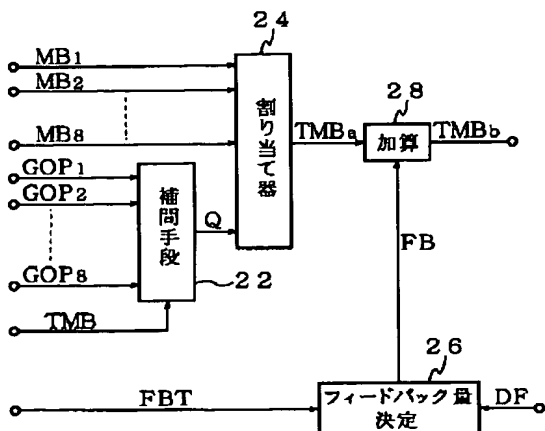 24
MB1
MB2
MB8
割り当て器
TMBa
28
加算
TMBb
GOP1
GOP2
GOP8
補間手段
Q
22
TMB
FB
26
FBT
フィードバック量
決定
DF